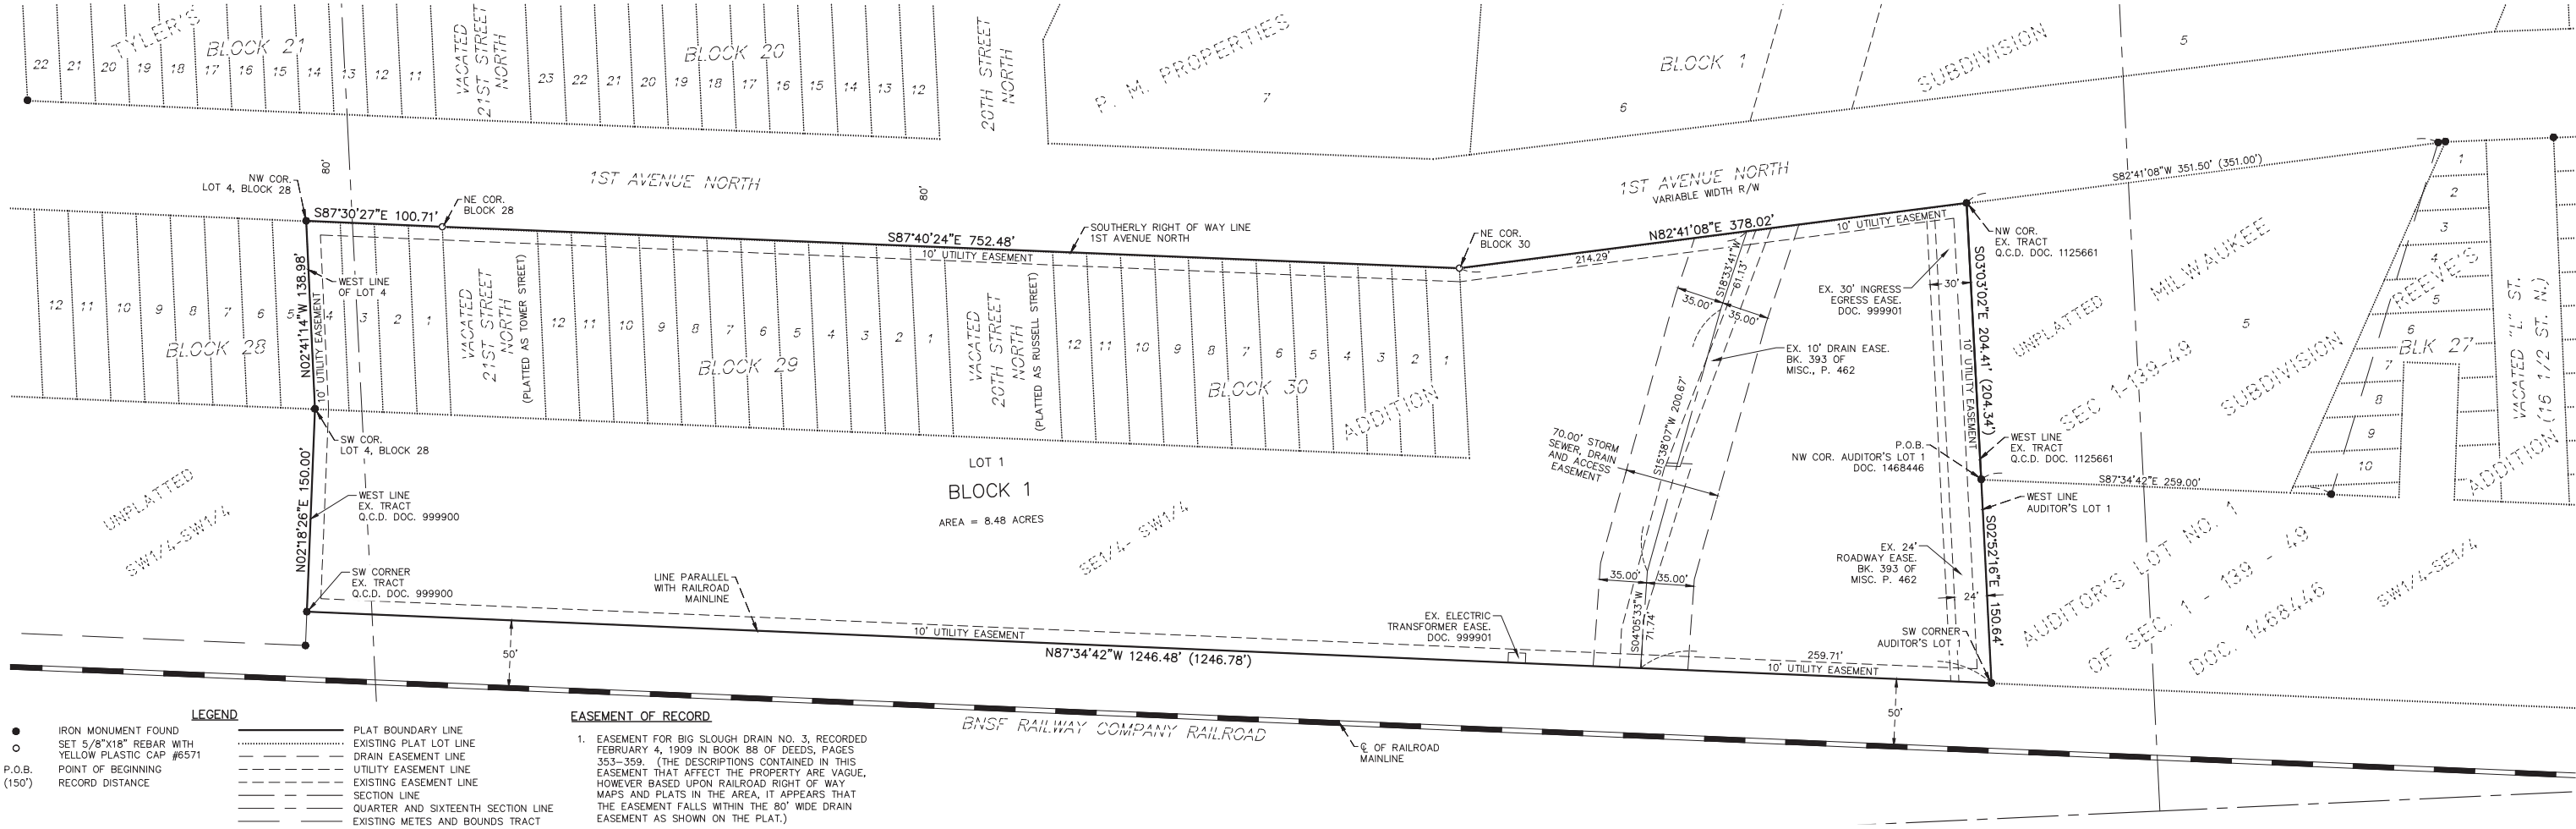 TYLER'S
BLOCK 21
22 21 20 19 18 17 16 15 14 13 12 11
VACATED
21ST STREET
NORTH
BLOCK 20
23 22 21 20 19 18 17 16 15 14 13 12
20TH STREET
NORTH
P. M. PROPERTIES
7
BLOCK 1
6
SUBDIVISION
5
80'
1ST AVENUE NORTH
80'
1ST AVENUE NORTH
VARIABLE WIDTH R/W
S82°41'08"W 351.50' (351.00')
NW COR.
LOT 4, BLOCK 28
S87°30'27"E 100.71'
NE COR.
BLOCK 28
S87°40'24"E 752.48'
SOUTHERLY RIGHT OF WAY LINE
1ST AVENUE NORTH
10' UTILITY EASEMENT
NE COR.
BLOCK 30
N82°41'08"E 378.02'
214.29'
10' UTILITY EASEMENT
NW COR.
EX. TRACT
Q.C.D. DOC. 1125661
12 11 10 9 8 7 6 5 4 3 2 1
BLOCK 28
N02°41'14"W 138.98'
WEST LINE
OF LOT 4
10' UTILITY EASEMENT
VACATED
21ST STREET
NORTH
(PLATTED AS TOWER STREET)
12 11 10 9 8 7 6 5 4 3 2 1
BLOCK 29
VACATED
20TH STREET
NORTH
(PLATTED AS RUSSELL STREET)
12 11 10 9 8 7 6 5 4 3 2 1
BLOCK 30
ADDITION
S18°33'41"W
61.13'
35.00' 35.00'
EX. 10' DRAIN EASE.
BK. 393 OF
MISC., P. 462
S15°38'07"W 200.67'
70.00' STORM
SEWER, DRAIN
AND ACCESS
EASEMENT
EX. 30' INGRESS
EGRESS EASE.
DOC. 999901
30'
10' UTILITY EASEMENT
S03°03'02"E 204.41' (204.34')
UNPLATTED
MILWAUKEE
SEC 1-139-49
5
SUBDIVISION
REEVE'S
1
2
3
4
5
6
7
8
9
10
BLK 27
VACATED "L" ST.
(16 1/2 ST. N.)
ADDITION
SW COR.
LOT 4, BLOCK 28
N02°18'26"E 150.00'
WEST LINE
EX. TRACT
Q.C.D. DOC. 999900
UNPLATTED
SW1/4-SW1/4
LOT 1
BLOCK 1
AREA = 8.48 ACRES
SE1/4- SW1/4
P.O.B.
NW COR. AUDITOR'S LOT 1
DOC. 1468446
WEST LINE
EX. TRACT
Q.C.D. DOC. 1125661
S87°34'42"E 259.00'
WEST LINE
AUDITOR'S LOT 1
S02°52'16"E 150.64'
EX. 24'
ROADWAY EASE.
BK. 393 OF
MISC. P. 462
24'
AUDITOR'S LOT NO. 1
OF SEC. 1 - 139 - 49
DOC. 1468446
SW1/4-SE1/4
SW CORNER
EX. TRACT
Q.C.D. DOC. 999900
LINE PARALLEL
WITH RAILROAD
MAINLINE
35.00' 35.00'
S04°05'33"W
71.74'
EX. ELECTRIC
TRANSFORMER EASE.
DOC. 999901
SW CORNER
AUDITOR'S LOT 1
50'
10' UTILITY EASEMENT
N87°34'42"W 1246.48' (1246.78')
259.71'
10' UTILITY EASEMENT
50'
BNSF RAILWAY COMPANY RAILROAD
℄ OF RAILROAD
MAINLINE
LEGEND
IRON MONUMENT FOUND
SET 5/8"X18" REBAR WITH
YELLOW PLASTIC CAP #6571
P.O.B. POINT OF BEGINNING
(150') RECORD DISTANCE
PLAT BOUNDARY LINE
EXISTING PLAT LOT LINE
DRAIN EASEMENT LINE
UTILITY EASEMENT LINE
EXISTING EASEMENT LINE
SECTION LINE
QUARTER AND SIXTEENTH SECTION LINE
EXISTING METES AND BOUNDS TRACT
EASEMENT OF RECORD
1. EASEMENT FOR BIG SLOUGH DRAIN NO. 3, RECORDED
FEBRUARY 4, 1909 IN BOOK 88 OF DEEDS, PAGES
353-359. (THE DESCRIPTIONS CONTAINED IN THIS
EASEMENT THAT AFFECT THE PROPERTY ARE VAGUE,
HOWEVER BASED UPON RAILROAD RIGHT OF WAY
MAPS AND PLATS IN THE AREA, IT APPEARS THAT
THE EASEMENT FALLS WITHIN THE 80' WIDE DRAIN
EASEMENT AS SHOWN ON THE PLAT.)